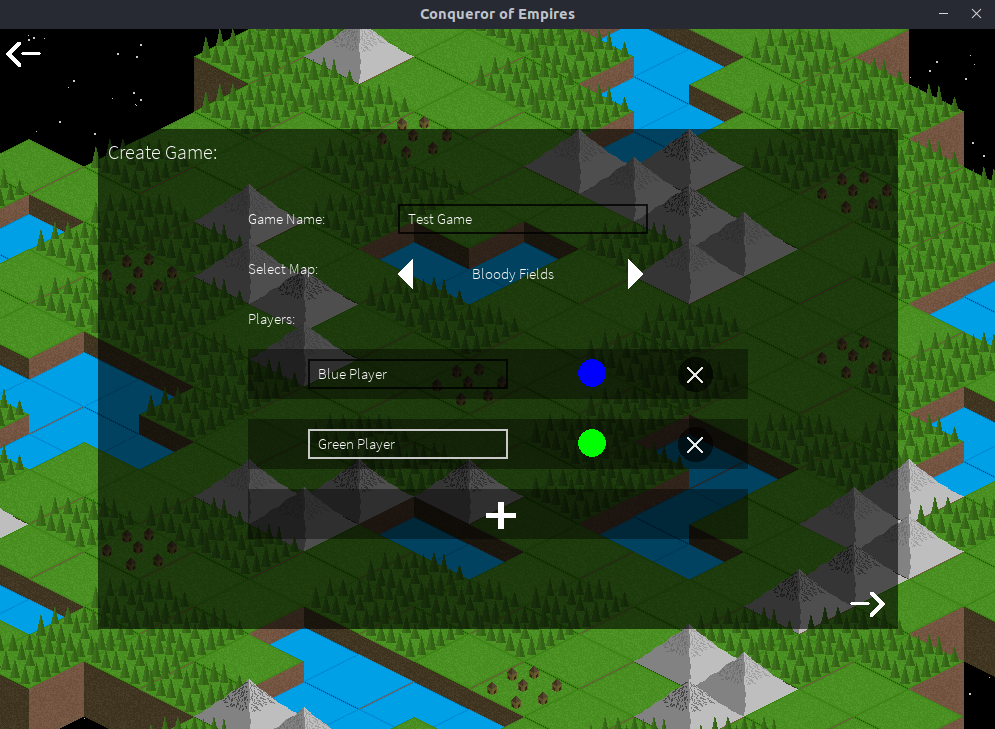 Conqueror of Empires
Create Game:
Game Name: Test Game
Select Map: Bloody Fields
Players:
Blue Player
Green Player